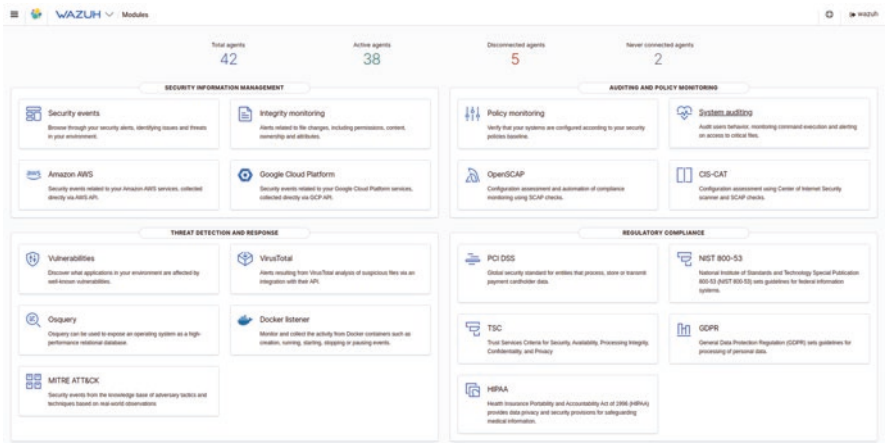 WAZUH Modules
wazuh
Total agents
42
Active agents
38
Disconnected agents
5
Never connected agents
2
SECURITY INFORMATION MANAGEMENT
Security events
Browse through your security alerts, identifying issues and threats
in your environment.
Integrity monitoring
Alerts related to file changes, including permissions, content,
ownership and attributes.
aws
Amazon AWS
Security events related to your Amazon AWS services, collected
directly via AWS API.
Google Cloud Platform
Security events related to your Google Cloud Platform services,
collected directly via GCP API.
AUDITING AND POLICY MONITORING
Policy monitoring
Verify that your systems are configured according to your security
policies baseline.
System auditing
Audit users behavior, monitoring command execution and alerting
on access to critical files.
OpenSCAP
Configuration assessment and automation of compliance
monitoring using SCAP checks.
CIS-CAT
Configuration assessment using Center of Internet Security
scanner and SCAP checks.
THREAT DETECTION AND RESPONSE
Vulnerabilities
Discover what applications in your environment are affected by
well-known vulnerabilities.
VirusTotal
Alerts resulting from VirusTotal analysis of suspicious files via an
integration with their API.
Osquery
Osquery can be used to expose an operating system as a high-
performance relational database.
Docker listener
Monitor and collect the activity from Docker containers such as
creation, running, starting, stopping or pausing events.
MITRE ATT&CK
Security events from the knowledge base of adversary tactics and
techniques based on real-world observations
REGULATORY COMPLIANCE
PCI DSS
Global security standard for entities that process, store or transmit
payment cardholder data.
NIST 800-53
National Institute of Standards and Technology Special Publication
800-53 (NIST 800-53) sets guidelines for federal information
systems.
TSC
Trust Services Criteria for Security, Availability, Processing Integrity,
Confidentiality, and Privacy
GDPR
General Data Protection Regulation (GDPR) sets guidelines for
processing of personal data.
HIPAA
Health Insurance Portability and Accountability Act of 1996 (HIPAA)
provides data privacy and security provisions for safeguarding
medical information.